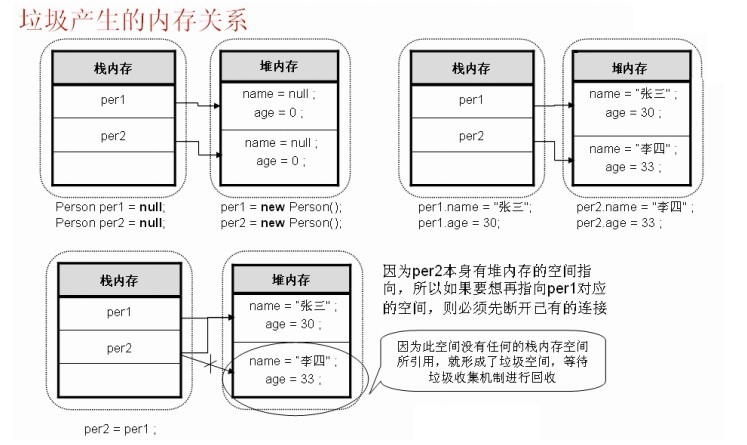 垃圾产生的内存关系
栈内存
堆内存
per1
name = null ;
age = 0 ;
per2
name = null ;
age = 0 ;
Person per1 = null;
Person per2 = null;
per1 = new Person();
per2 = new Person();
栈内存
堆内存
per1
name = "张三" ;
age = 30 ;
per2
name = "李四" ;
age = 33 ;
per1.name = "张三";
per1.age = 30;
per2.name = "李四" ;
per2.age = 33 ;
栈内存
堆内存
per1
name = "张三" ;
age = 30 ;
per2
name = "李四" ;
age = 33 ;
per2 = per1 ;
因为per2本身有堆内存的空间指
向，所以如果要想再指向per1对应
的空间，则必须先断开已有的连接
因为此空间没有任何的栈内存空间
所引用，就形成了垃圾空间，等待
垃圾收集机制进行回收